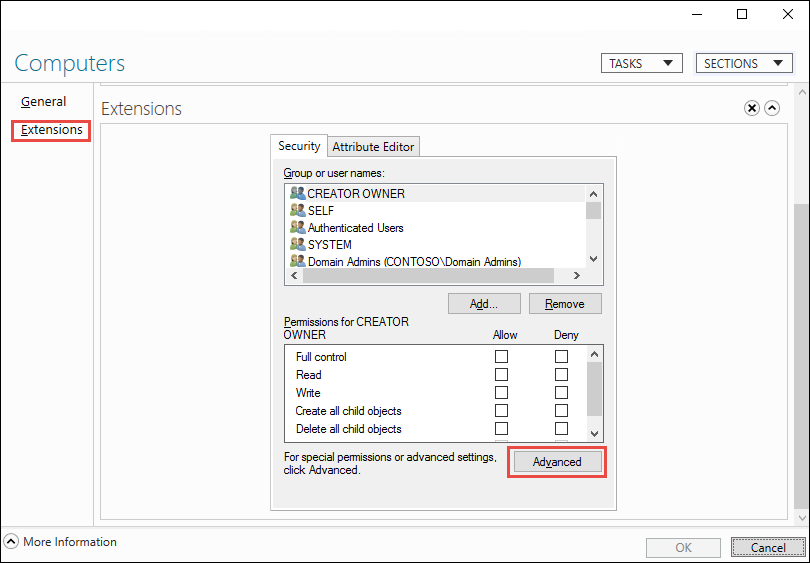 Computers
TASKS
SECTIONS
General
Extensions
Extensions
Security
Attribute Editor
Group or user names:
CREATOR OWNER
SELF
Authenticated Users
SYSTEM
Domain Admins (CONTOSO\Domain Admins)
Add...
Remove
Permissions for CREATOR
OWNER
Allow
Deny
Full control
Read
Write
Create all child objects
Delete all child objects
For special permissions or advanced settings,
click Advanced.
Advanced
More Information
OK
Cancel